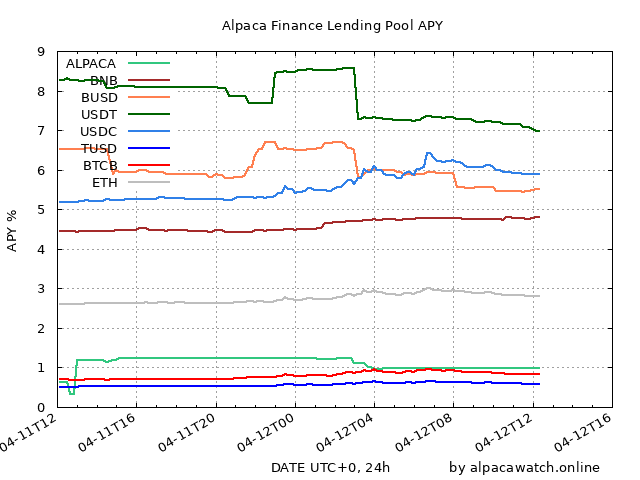 Alpaca Finance Lending Pool APY
9
8
7
6
5
4
3
2
1
0
APY %
ALPACA
BNB
BUSD
USDT
USDC
TUSD
BTCB
ETH
04-11T12
04-11T16
04-11T20
04-12T00
04-12T04
04-12T08
04-12T12
04-12T16
DATE UTC+0, 24h
by alpacawatch.online